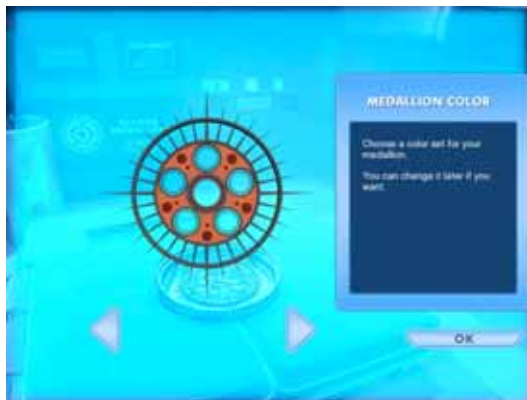 MEDALLION COLOR
Choose a color set for your
medallion.
You can change it later if you
want.
OK